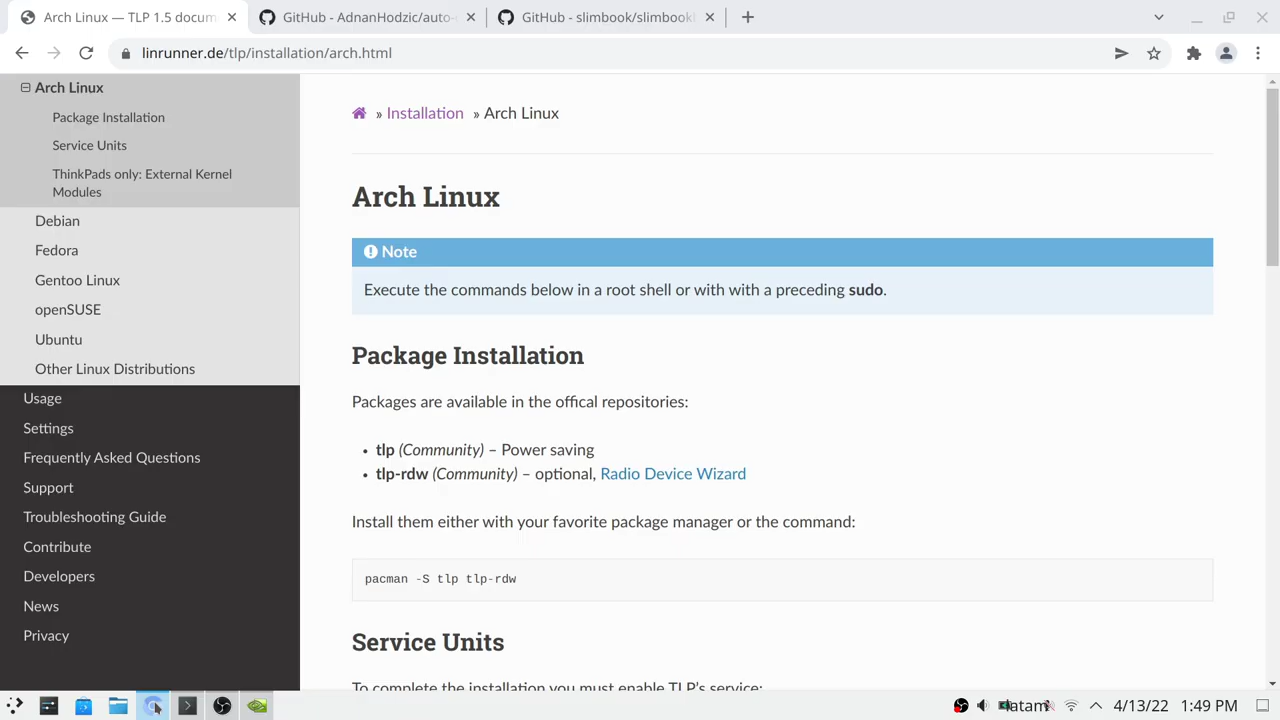 Arch Linux — TLP 1.5 docum
GitHub - AdnanHodzic/auto-
GitHub - slimbook/slimbook
linrunner.de/tlp/installation/arch.html
Arch Linux
Package Installation
Service Units
ThinkPads only: External Kernel
Modules
Debian
Fedora
Gentoo Linux
openSUSE
Ubuntu
Other Linux Distributions
Usage
Settings
Frequently Asked Questions
Support
Troubleshooting Guide
Contribute
Developers
News
Privacy
» Installation » Arch Linux
Arch Linux
Note
Execute the commands below in a root shell or with with a preceding sudo.
Package Installation
Packages are available in the offical repositories:
• tlp (Community) – Power saving
• tlp-rdw (Community) – optional, Radio Device Wizard
Install them either with your favorite package manager or the command:
pacman -S tlp tlp-rdw
Service Units
To complete the installation you must enable TLP's service:
latam
4/13/22
1:49 PM